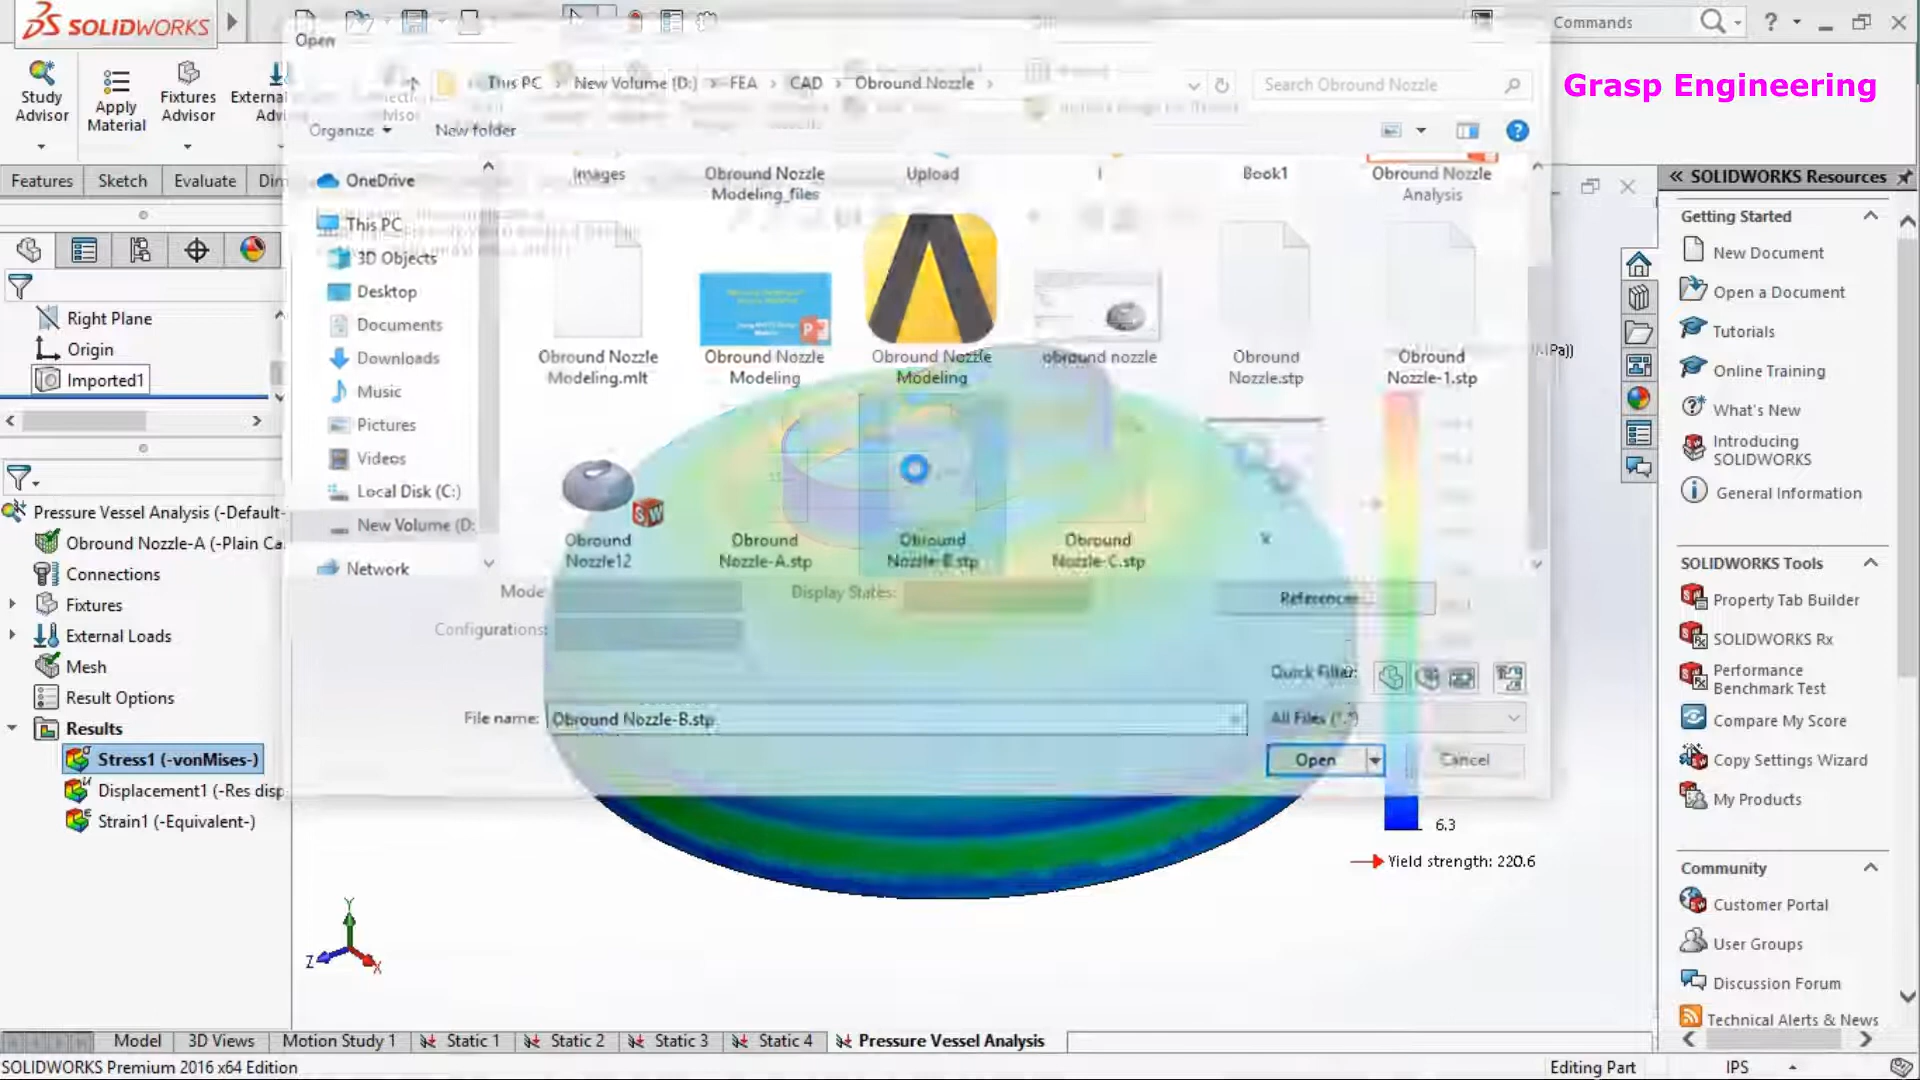 SOLIDWORKS
Commands
Open
Grasp Engineering
Study Advisor
Apply Material
Fixtures Advisor
External
Adv
This PC
New Volume (D:)
FEA
CAD
Obround Nozzle
Search Obround Nozzle
Organize
New folder
Features
Sketch
Evaluate
Dim
SOLIDWORKS Resources
Getting Started
New Document
Open a Document
Tutorials
Online Training
What's New
Introducing SOLIDWORKS
General Information
SOLIDWORKS Tools
Property Tab Builder
SOLIDWORKS Rx
Performance Benchmark Test
Compare My Score
Copy Settings Wizard
My Products
Community
Customer Portal
User Groups
Discussion Forum
Technical Alerts & News
OneDrive
This PC
3D Objects
Desktop
Documents
Downloads
Music
Pictures
Videos
Local Disk (C:)
New Volume (D:
Network
Images
Obround Nozzle Modeling_files
Upload
Book1
Obround Nozzle Analysis
Obround Nozzle Modeling.mlt
Obround Nozzle Modeling
Obround Nozzle Modeling
obround nozzle
Obround Nozzle.stp
Obround Nozzle-1.stp
Obround Nozzle12
Obround Nozzle-A.stp
Obround Nozzle-B.stp
Obround Nozzle-C.stp
Mode
Display States:
Configurations:
References
Quick Filter:
File name:
Obround Nozzle-B.stp
All Files (*.*)
Open
Cancel
Right Plane
Origin
Imported1
Pressure Vessel Analysis (-Default-
Obround Nozzle-A (-Plain Ca
Connections
Fixtures
External Loads
Mesh
Result Options
Results
Stress1 (-vonMises-)
Displacement1 (-Res disp
Strain1 (-Equivalent-)
6.3
Yield strength: 220.6
Y
Z
X
Model
3D Views
Motion Study 1
Static 1
Static 2
Static 3
Static 4
Pressure Vessel Analysis
SOLIDWORKS Premium 2016 x64 Edition
Editing Part
IPS